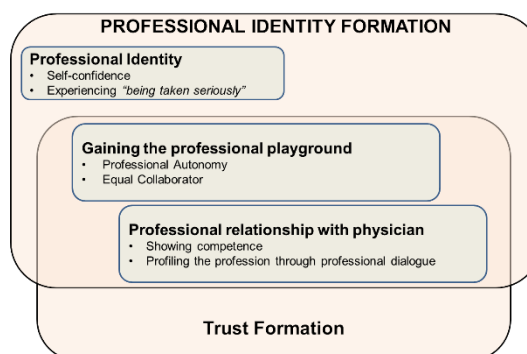 PROFESSIONAL IDENTITY FORMATION
Professional Identity
• Self-confidence
• Experiencing "being taken seriously"
Gaining the professional playground
• Professional Autonomy
• Equal Collaborator
Professional relationship with physician
• Showing competence
• Profiling the profession through professional dialogue
Trust Formation